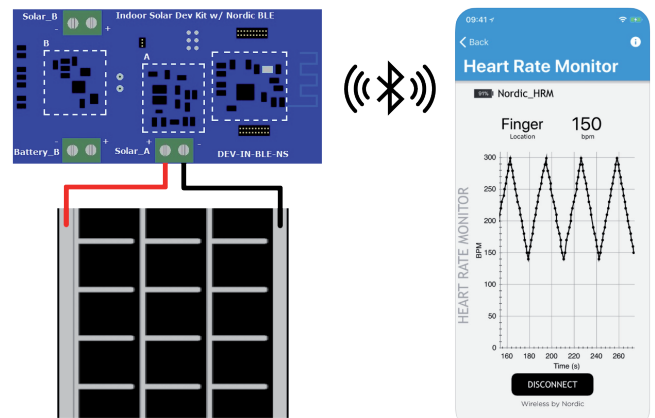 Solar_B
Indoor Solar Dev Kit w/ Nordic BLE
- +
B
A
Battery_B
- +
Solar_A
+ -
DEV-IN-BLE-NS
09:41
Back
Heart Rate Monitor
91%
Nordic_HRM
Finger
Location
150
bpm
HEART RATE MONITOR
BPM
300
250
200
150
100
50
0
160 180 200 220 240 260
Time (s)
DISCONNECT
Wireless by Nordic